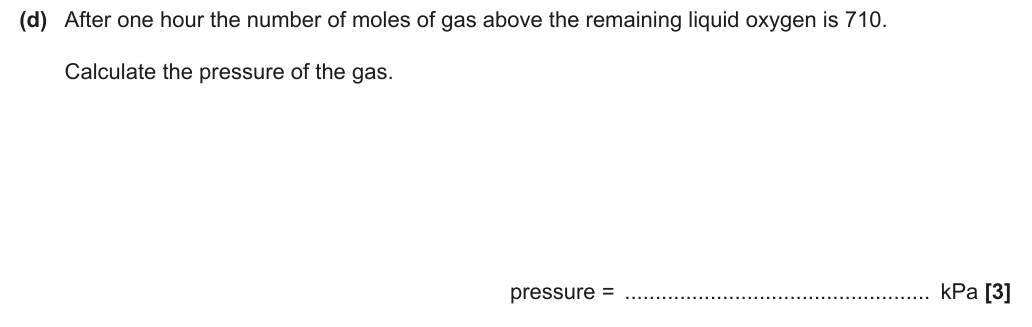 (d) After one hour the number of moles of gas above the remaining liquid oxygen is 710.
Calculate the pressure of the gas.
pressure = .................................................. kPa [3]